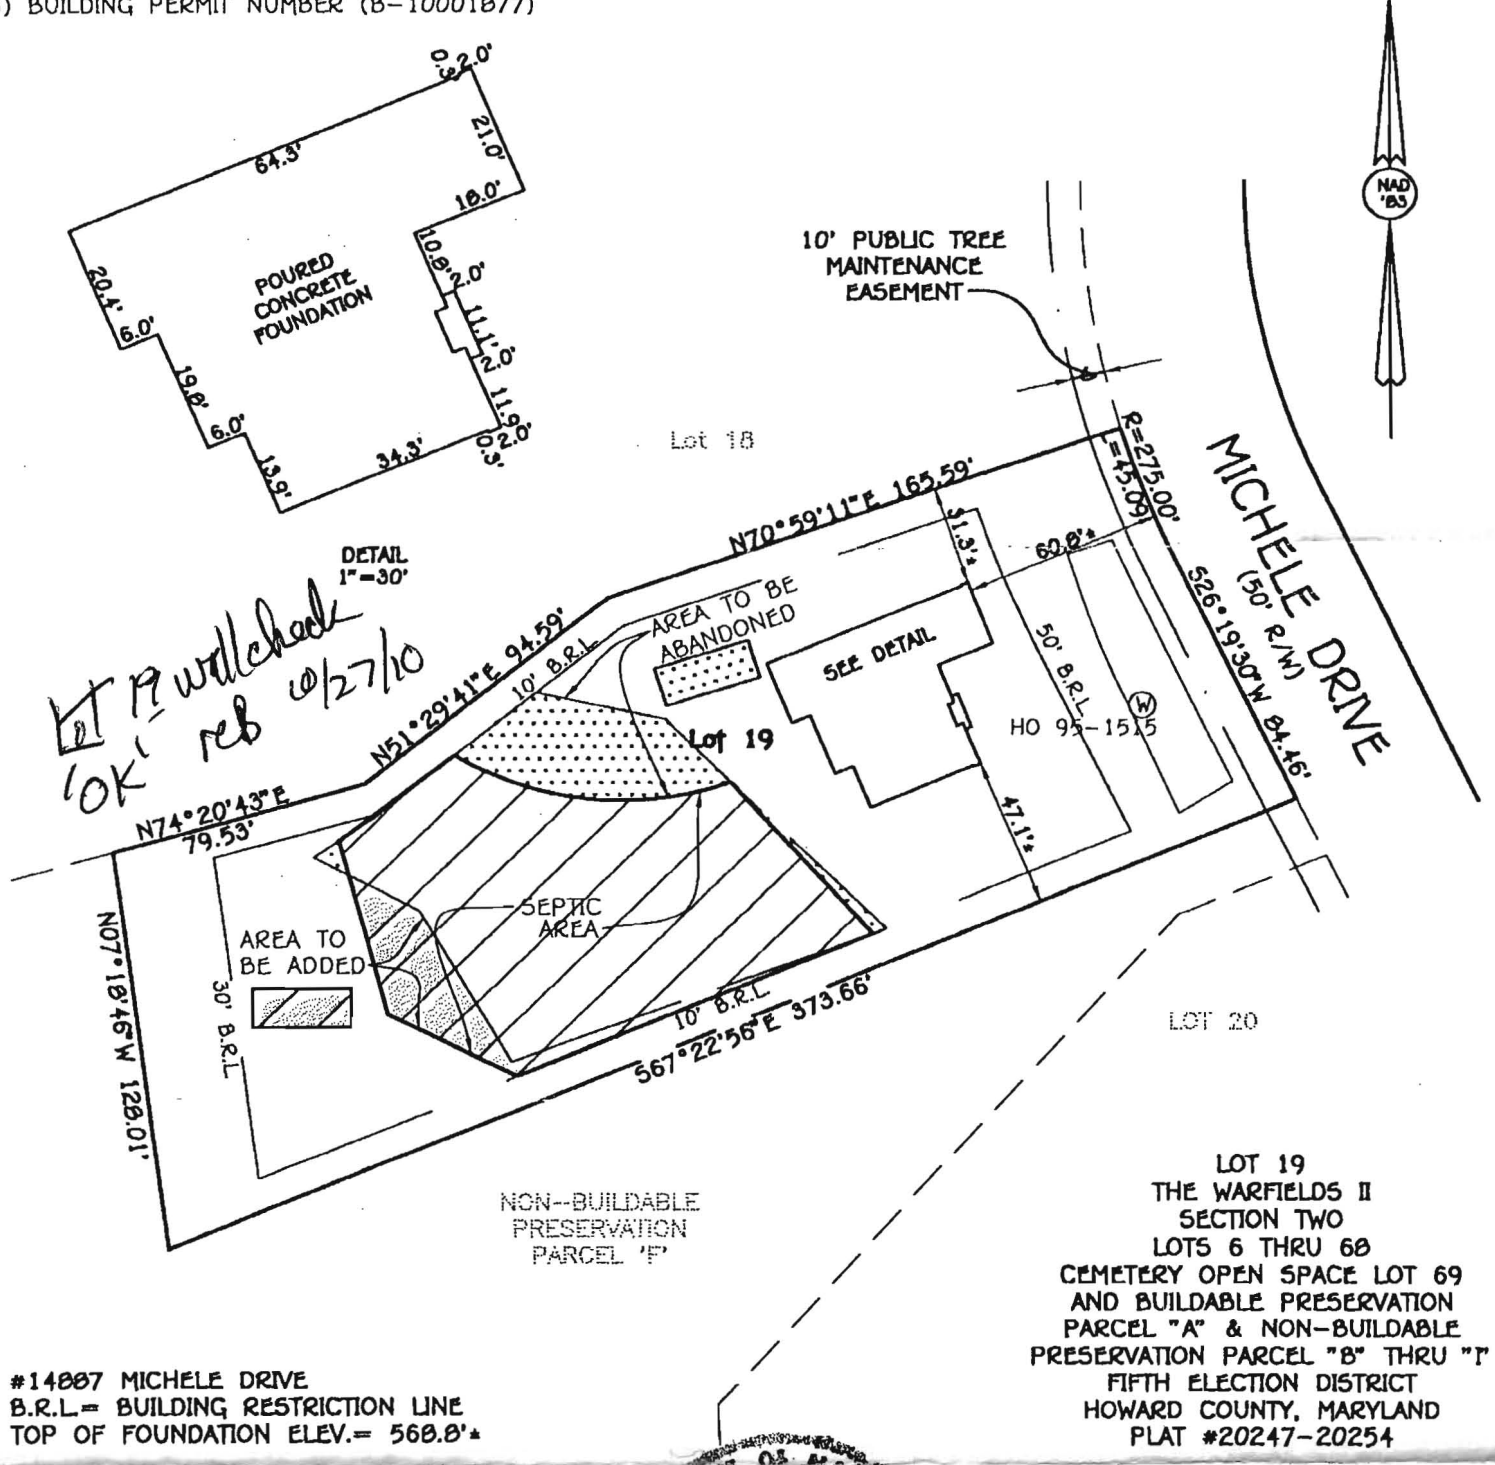 ) BUILDING PERMIT NUMBER (B-10001877)
0.3' 2.0'
64.3'
21.0'
18.0'
10.8'
2.0'
11.1'
2.0'
11.9'
2.0'
0.3'
34.3'
13.9'
6.0'
19.8'
6.0'
20.4'
POURED
CONCRETE
FOUNDATION
DETAIL
1"=30'
NAD
'83
10' PUBLIC TREE
MAINTENANCE
EASEMENT
Lot 18
Lot 19 wallcheck
'OK' reb 10/27/10
R=275.00'
L=45.09'
MICHELE DRIVE
(50' R/W)
S26°19'30"W 84.46'
N70°59'11"E 165.59'
31.3'±
60.8'±
N51°29'41"E 94.59'
10' B.R.L.
AREA TO BE
ABANDONED
SEE DETAIL
50' B.R.L.
W
HO 95-1515
Lot 19
47.1'±
N74°20'43"E
79.53'
SEPTIC
AREA
AREA TO
BE ADDED
30' B.R.L.
N07°18'46"W 128.01'
10' B.R.L.
S67°22'56"E 373.66'
LOT 20
NON--BUILDABLE
PRESERVATION
PARCEL 'F'
LOT 19
THE WARFIELDS II
SECTION TWO
LOTS 6 THRU 68
CEMETERY OPEN SPACE LOT 69
AND BUILDABLE PRESERVATION
PARCEL "A" & NON-BUILDABLE
PRESERVATION PARCEL "B" THRU "I"
FIFTH ELECTION DISTRICT
HOWARD COUNTY, MARYLAND
PLAT #20247-20254
#14887 MICHELE DRIVE
B.R.L.= BUILDING RESTRICTION LINE
TOP OF FOUNDATION ELEV.= 568.8'±